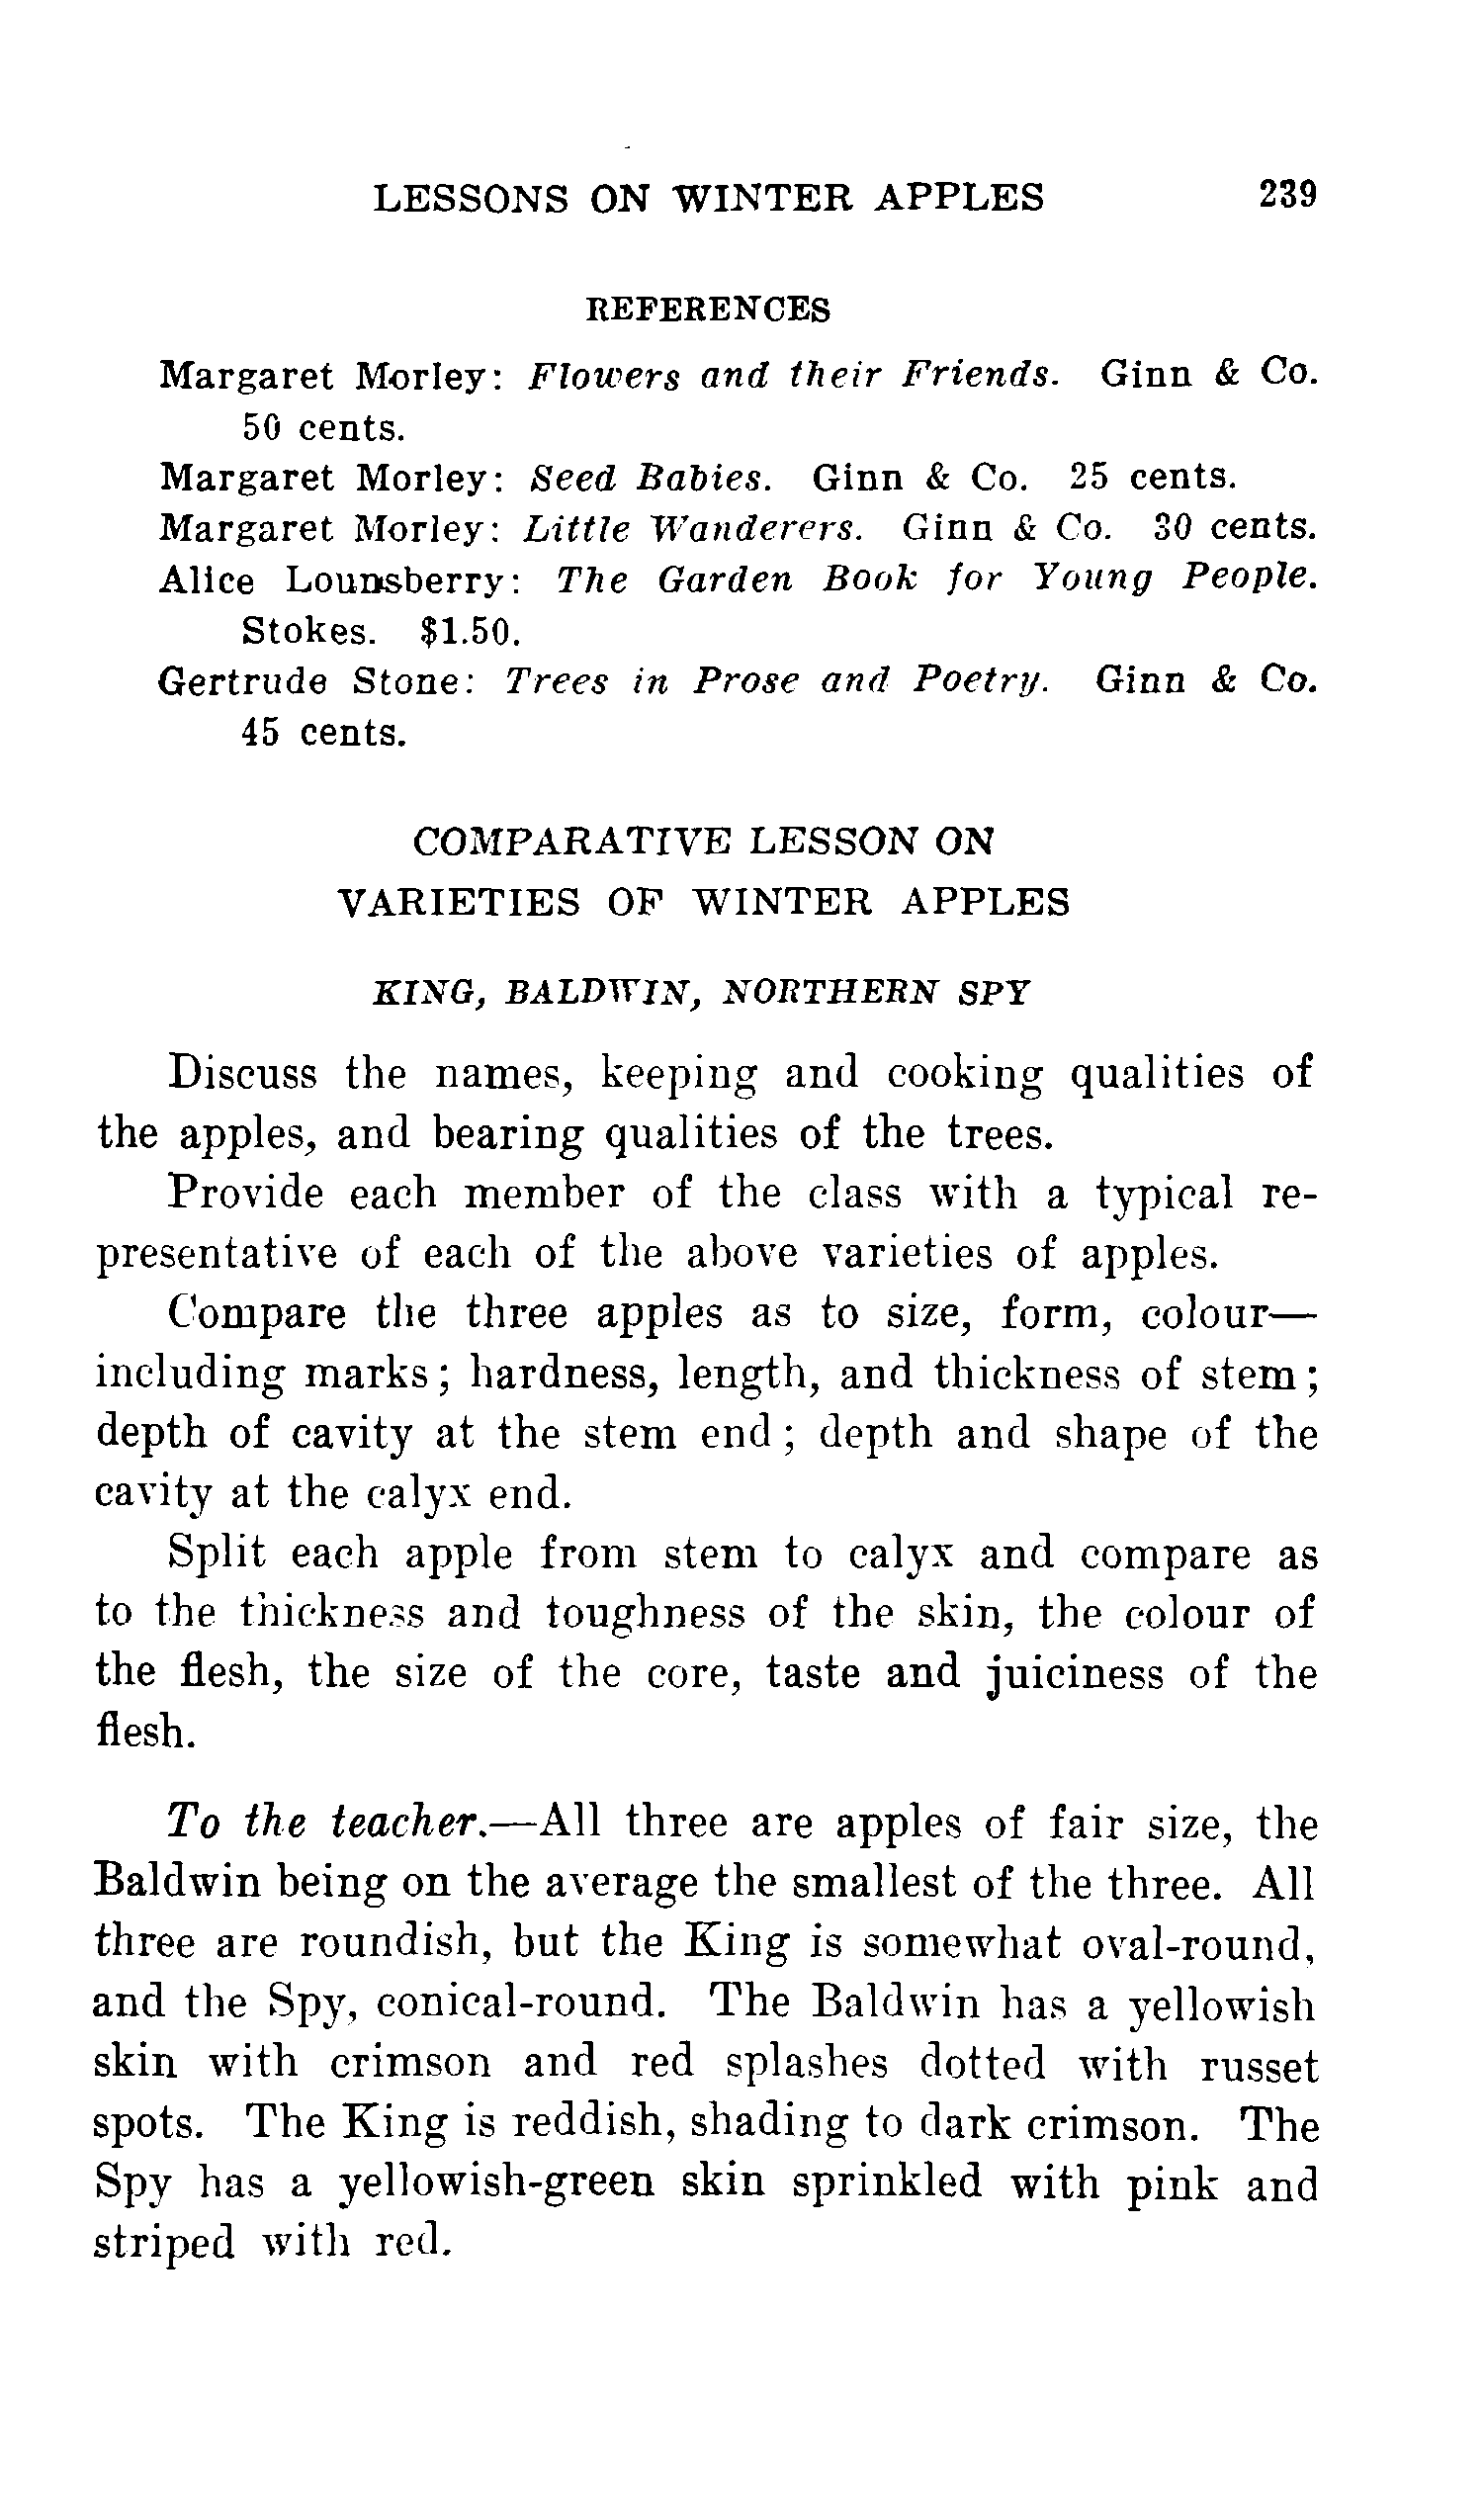 LESSONS ON WINTER APPLES 239
REFERENCES
Margaret Morley: Flowers and their Friends. Ginn & Co.
50 cents.
Margaret Morley: Seed Babies. Ginn & Co. 25 cents.
Margaret Morley: Little Wanderers. Ginn & Co. 30 cents.
Alice Lounsberry: The Garden Book for Young People.
Stokes. $1.50.
Gertrude Stone: Trees in Prose and Poetry. Ginn & Co.
45 cents.
COMPARATIVE LESSON ON
VARIETIES OF WINTER APPLES
KING, BALDWIN, NORTHERN SPY
Discuss the names, keeping and cooking qualities of
the apples, and bearing qualities of the trees.
Provide each member of the class with a typical re-
presentative of each of the above varieties of apples.
Compare the three apples as to size, form, colour—
including marks; hardness, length, and thickness of stem;
depth of cavity at the stem end; depth and shape of the
cavity at the calyx end.
Split each apple from stem to calyx and compare as
to the thickness and toughness of the skin, the colour of
the flesh, the size of the core, taste and juiciness of the
flesh.
To the teacher.—All three are apples of fair size, the
Baldwin being on the average the smallest of the three. All
three are roundish, but the King is somewhat oval-round,
and the Spy, conical-round. The Baldwin has a yellowish
skin with crimson and red splashes dotted with russet
spots. The King is reddish, shading to dark crimson. The
Spy has a yellowish-green skin sprinkled with pink and
striped with red.